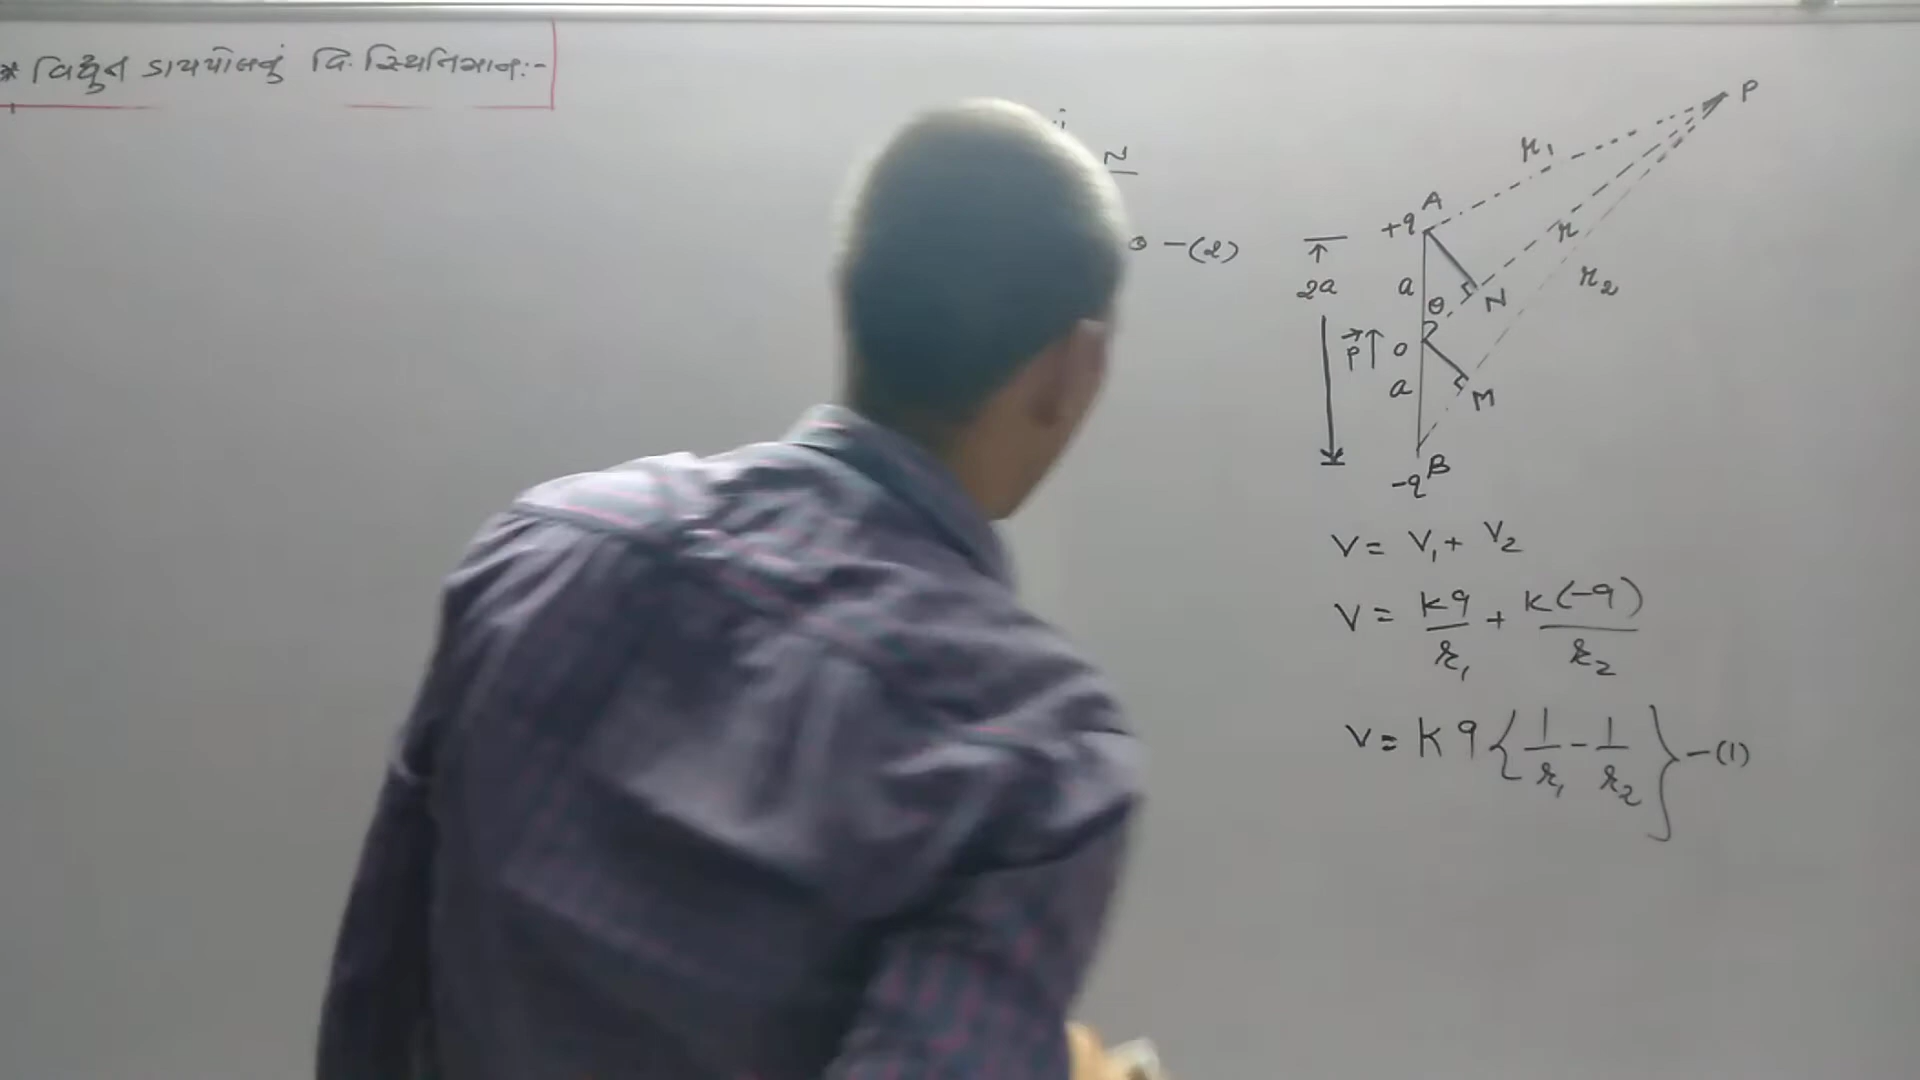 * વિદ્યુત ડાયપોલનું વિ. સ્થિતિમાન:-
N
-(2)
P
r₁
A
+q
r
2a
a
θ
N
r₂
p⃗↑
O
a
M
B
-q
V = V₁ + V₂
V = kq/r₁ + k(-q)/r₂
V = kq { 1/r₁ - 1/r₂ } -(1)